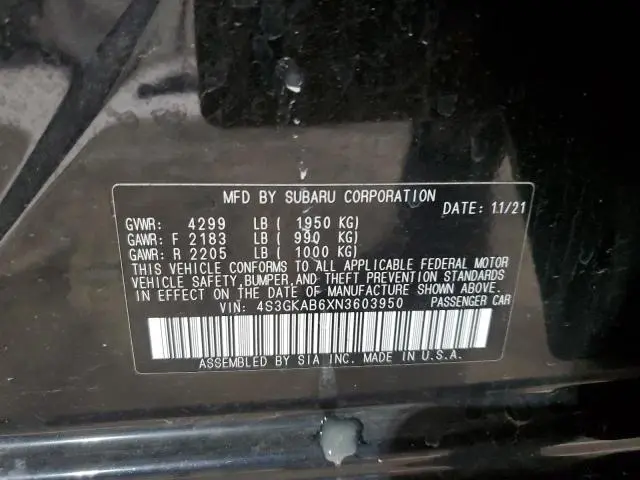 MFD BY SUBARU CORPORATION
DATE: 11/21
GVWR: 4299 LB ( 1950 KG)
GAWR: F 2183 LB ( 990 KG)
GAWR: R 2205 LB ( 1000 KG)
THIS VEHICLE CONFORMS TO ALL APPLICABLE FEDERAL MOTOR
VEHICLE SAFETY,BUMPER,AND THEFT PREVENTION STANDARDS
IN EFFECT ON THE DATE OF MANUFACTURE SHOWN ABOVE.
VIN: 4S3GKAB6XN3603950 PASSENGER CAR
ASSEMBLED BY SIA INC. MADE IN U.S.A.